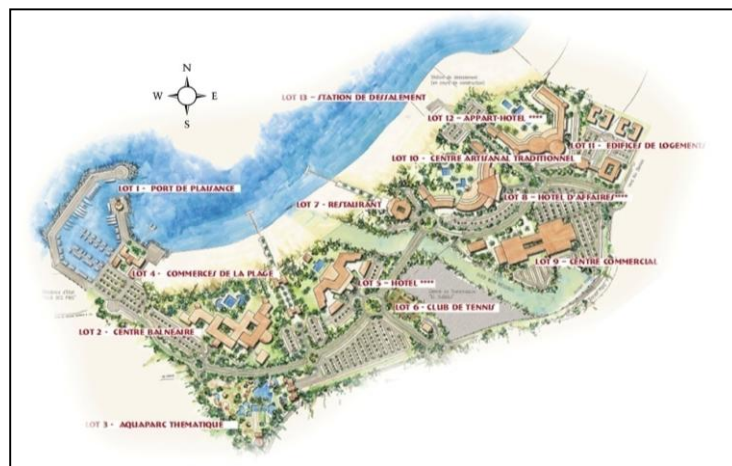 N
W E
S
LOT 13 – STATION DE DESSALEMENT
LOT 12 – APPART-HOTEL ****
LOT 11 - EDIFICES DE LOGEMENTS
LOT 10 – CENTRE ARTISANAL TRADITIONNEL
LOT 1 - PORT DE PLAISANCE
LOT 7 - RESTAURANT
LOT 8 – HOTEL D'AFFAIRES****
LOT 9 – CENTRE COMMERCIAL
LOT 4 - COMMERCES DE LA PLAGE
LOT 5 – HOTEL ****
LOT 6 - CLUB DE TENNIS
LOT 2 – CENTRE BALNEAIRE
LOT 3 - AQUAPARC THEMATIQUE